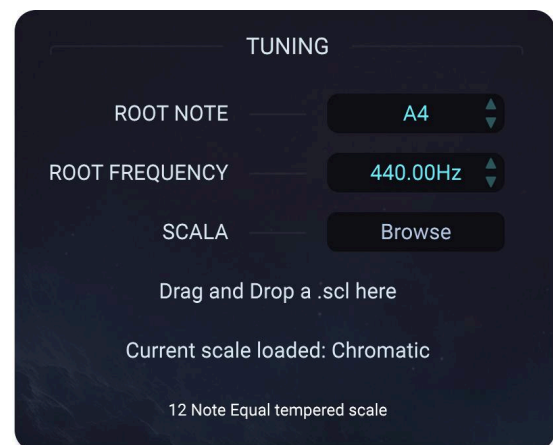 TUNING
ROOT NOTE A4
ROOT FREQUENCY 440.00Hz
SCALA Browse
Drag and Drop a .scl here
Current scale loaded: Chromatic
12 Note Equal tempered scale